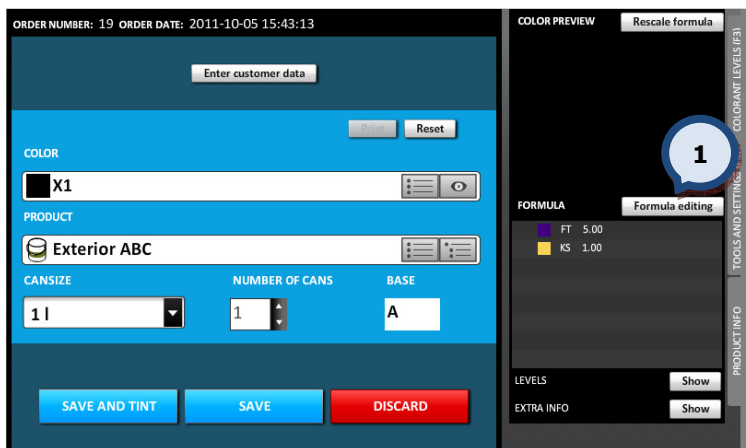 ORDER NUMBER: 19 ORDER DATE: 2011-10-05 15:43:13
Enter customer data
Print Reset
COLOR
X1
PRODUCT
Exterior ABC
CANSIZE NUMBER OF CANS BASE
1 l 1 A
SAVE AND TINT SAVE DISCARD
COLOR PREVIEW Rescale formula
1
FORMULA Formula editing
FT 5.00
KS 1.00
LEVELS Show
EXTRA INFO Show
COLORANT LEVELS (F3)
TOOLS AND SETTINGS
PRODUCT INFO